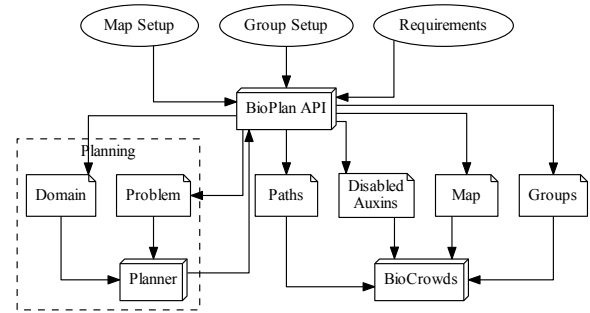 Map Setup
Group Setup
Requirements
BioPlan API
Planning
Domain
Problem
Paths
Disabled
Auxins
Map
Groups
Planner
BioCrowds